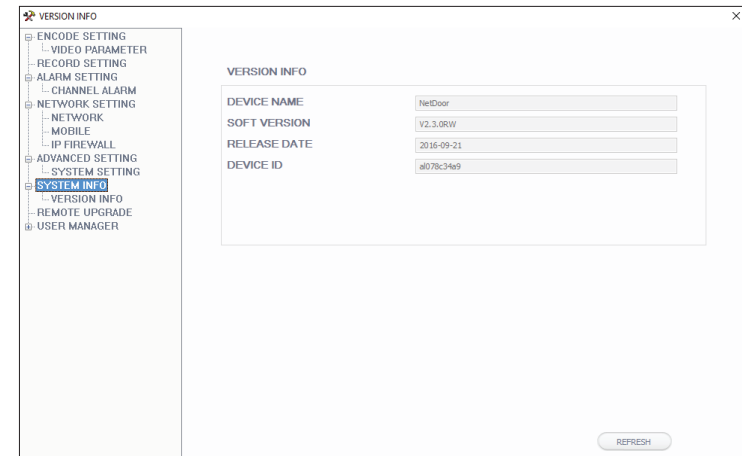 VERSION INFO
ENCODE SETTING
VIDEO PARAMETER
RECORD SETTING
ALARM SETTING
CHANNEL ALARM
NETWORK SETTING
NETWORK
MOBILE
IP FIREWALL
ADVANCED SETTING
SYSTEM SETTING
SYSTEM INFO
VERSION INFO
REMOTE UPGRADE
USER MANAGER
VERSION INFO
DEVICE NAME NetDoor
SOFT VERSION V2.3.0RW
RELEASE DATE 2016-09-21
DEVICE ID al078c34a9
REFRESH